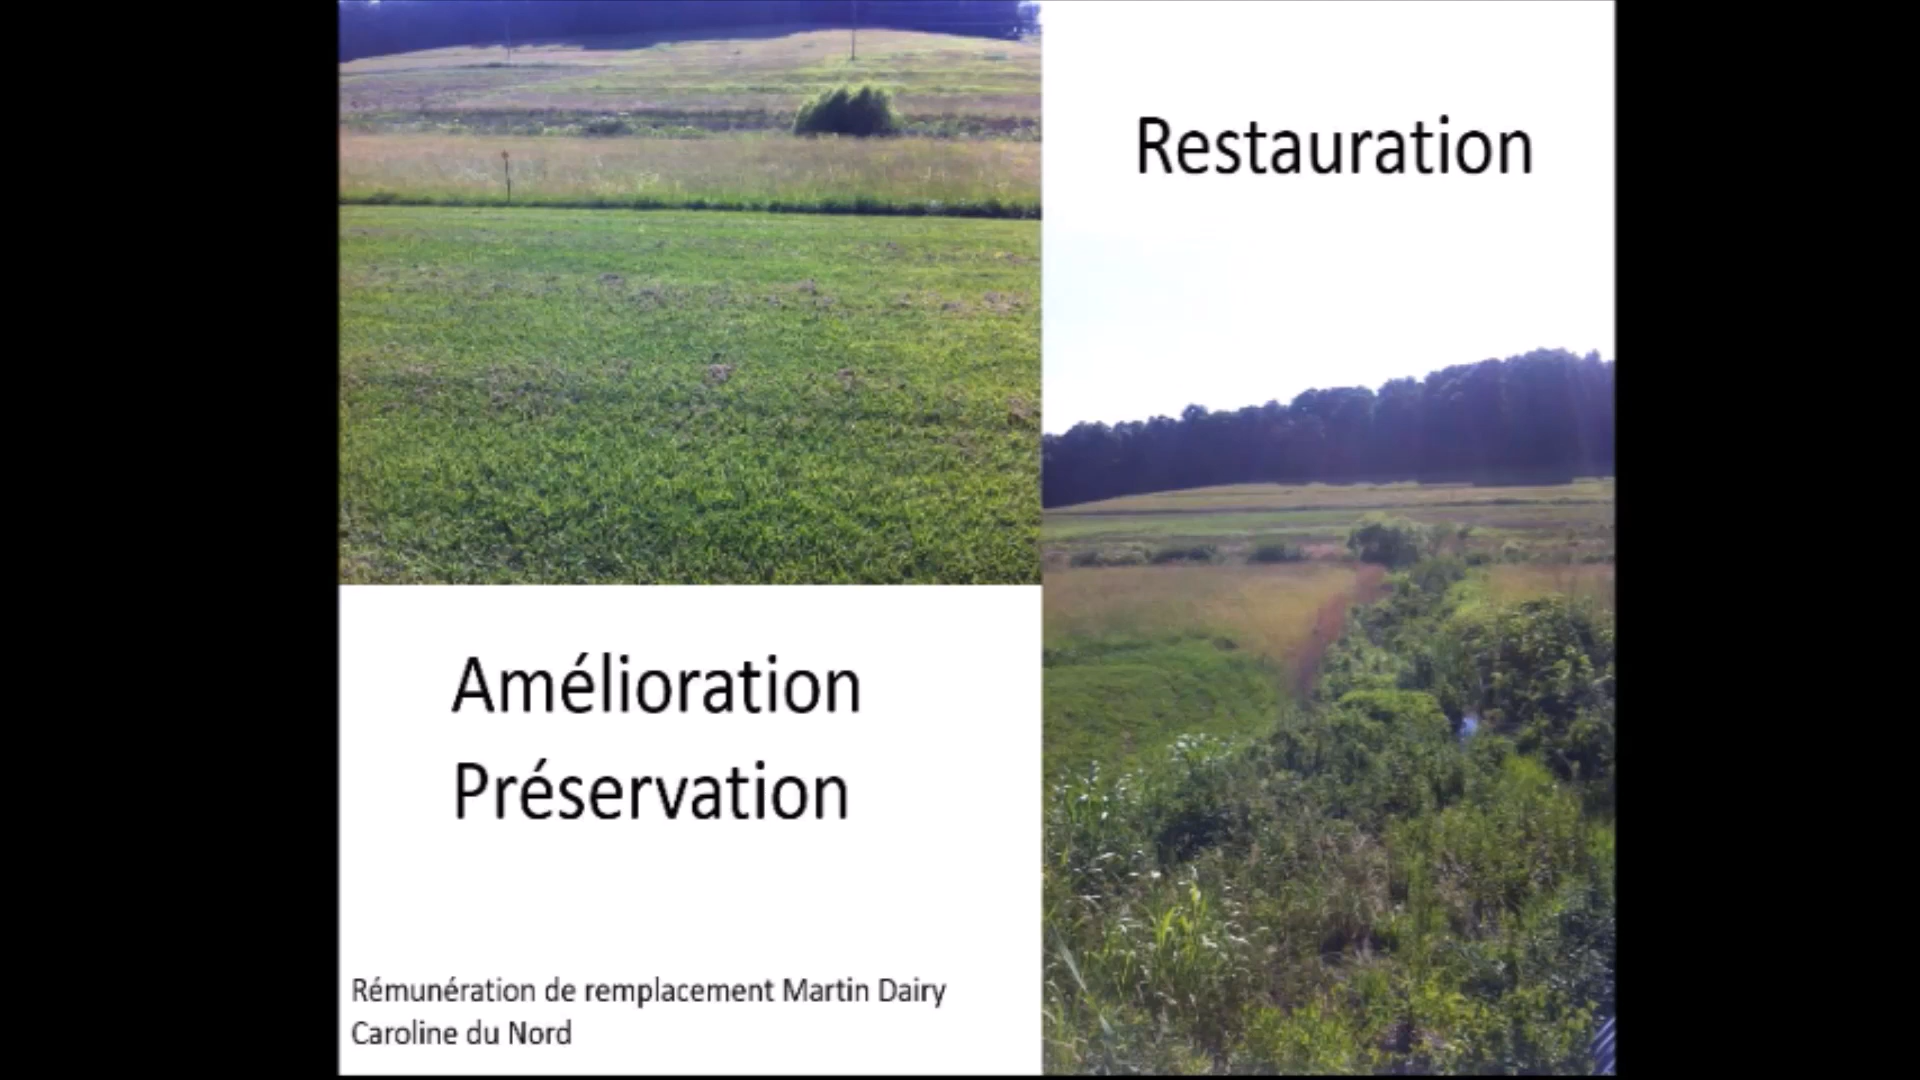 Restauration
Amélioration
Préservation
Rémunération de remplacement Martin Dairy
Caroline du Nord